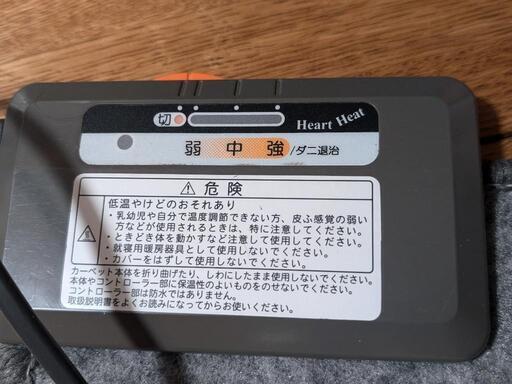 切
Heart Heat
弱 中 強/ダニ退治
⚠危険
低温やけどのおそれあり
・乳幼児や自分で温度調節できない方、皮ふ感覚の弱い
方などが使用されるときは、特に注意してください。
・ときどき体を動かすなど注意して使用してください。
・就寝用暖房器具として使用しないでください。
・カバーをはずして使用しないでください。
カーペット本体を折り曲げたり、しわにしたまま使用しないでください。
本体やコントローラー部に保温性のよいものをのせないでください。
コントローラー部は防水ではありません。
取扱説明書をよくお読みになってからお使いください。